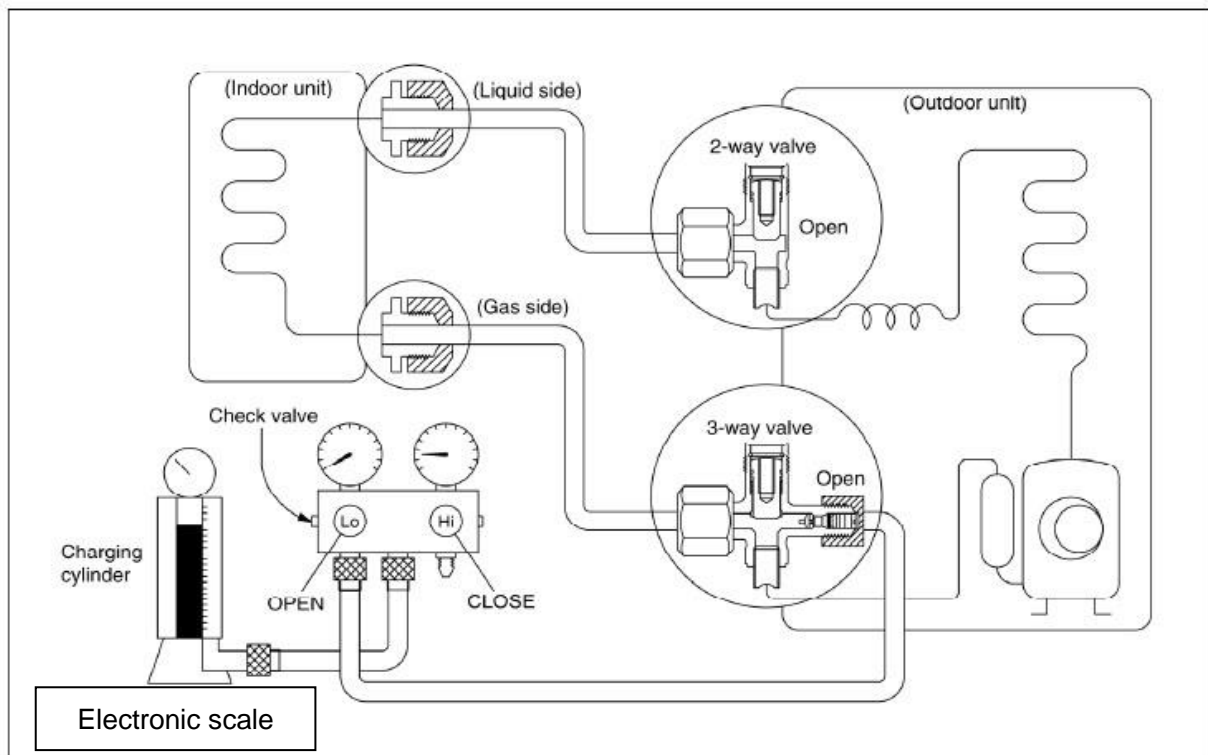 (Indoor unit)
(Liquid side)
(Outdoor unit)
2-way valve
Open
(Gas side)
Check valve
3-way valve
Open
Lo
Hi
Charging
cylinder
OPEN
CLOSE
Electronic scale